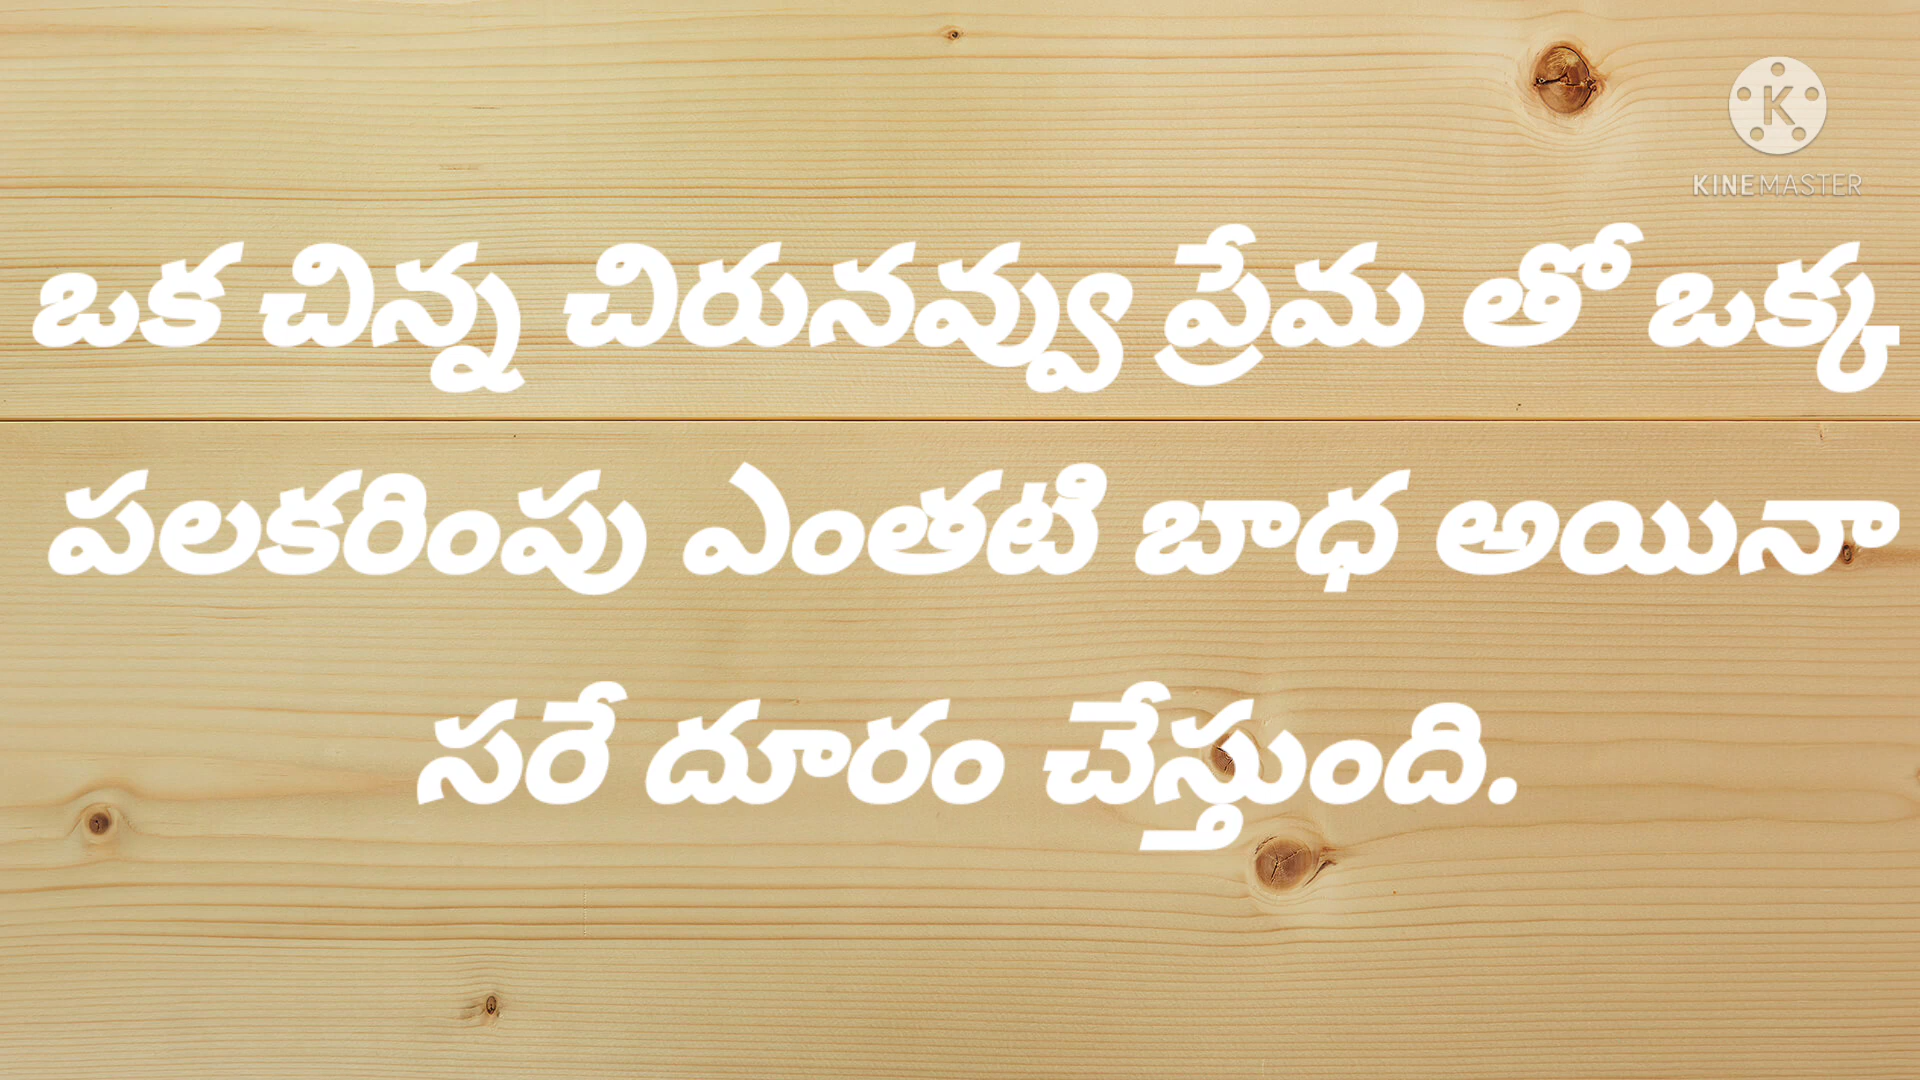 KINEMASTER
ఒక చిన్న చిరునవ్వు ప్రేమ తో ఒక్క
పలకరింపు ఎంతటి బాధ అయినా
సరే దూరం చేస్తుంది.